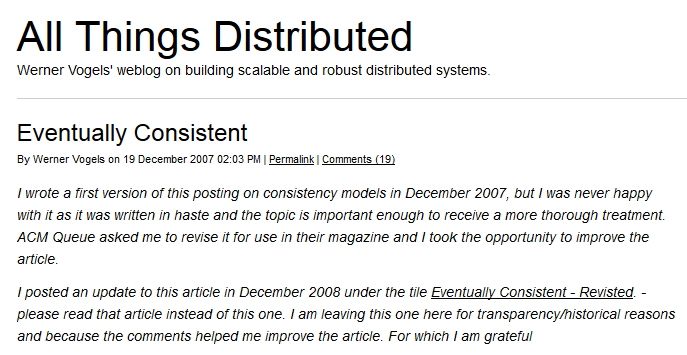 All Things Distributed
Werner Vogels' weblog on building scalable and robust distributed systems.
Eventually Consistent
By Werner Vogels on 19 December 2007 02:03 PM | Permalink | Comments (19)
I wrote a first version of this posting on consistency models in December 2007, but I was never happy
with it as it was written in haste and the topic is important enough to receive a more thorough treatment.
ACM Queue asked me to revise it for use in their magazine and I took the opportunity to improve the
article.
I posted an update to this article in December 2008 under the tile Eventually Consistent - Revisted. -
please read that article instead of this one. I am leaving this one here for transparency/historical reasons
and because the comments helped me improve the article. For which I am grateful